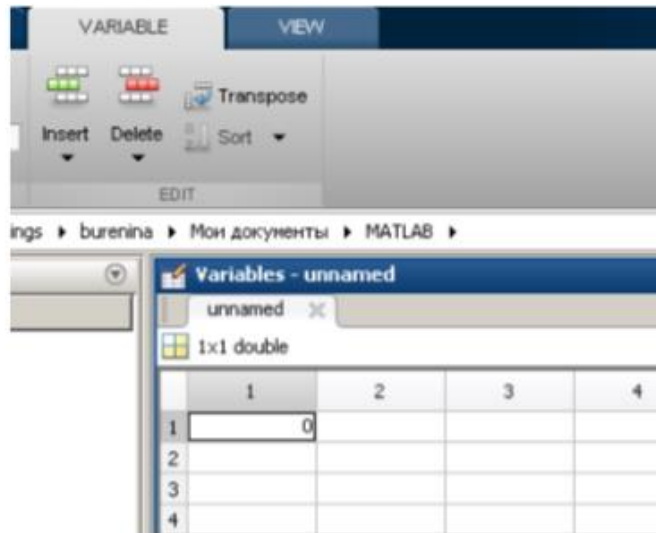 VARIABLE VIEW
Transpose
Insert Delete Sort
EDIT
ings burenina Мои документы MATLAB
Variables - unnamed
unnamed
1x1 double
1 2 3 4
1 0
2
3
4